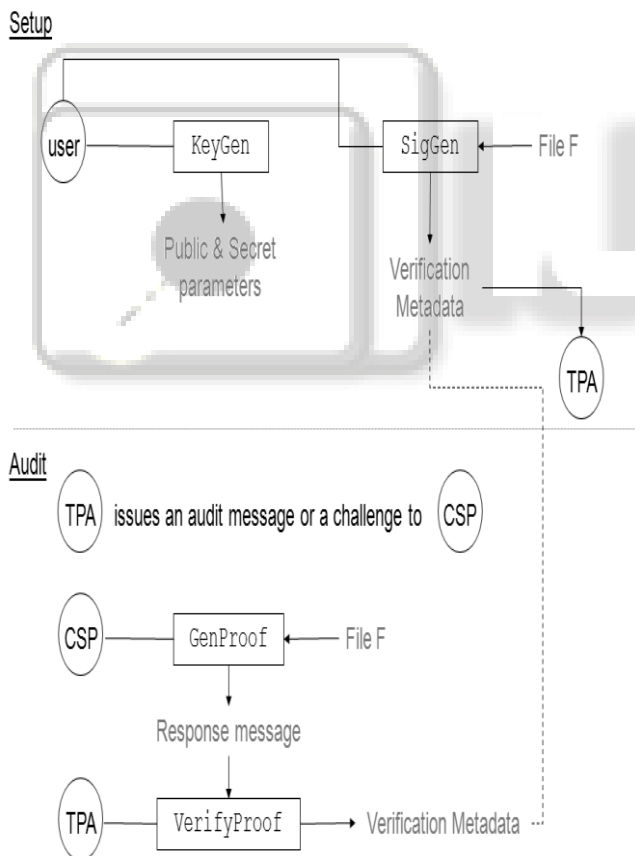 Setup
user
KeyGen
SigGen
File F
Public & Secret
parameters
Verification
Metadata
TPA
Audit
TPA issues an audit message or a challenge to CSP
CSP
GenProof
File F
Response message
TPA
VerifyProof
Verification Metadata